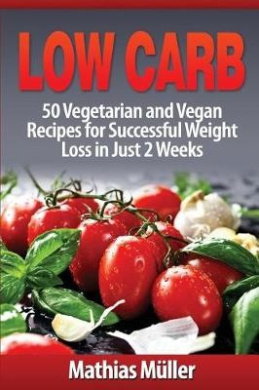 LOW CARB
50 Vegetarian and Vegan
Recipes for Successful Weight
Loss in Just 2 Weeks
Mathias Müller